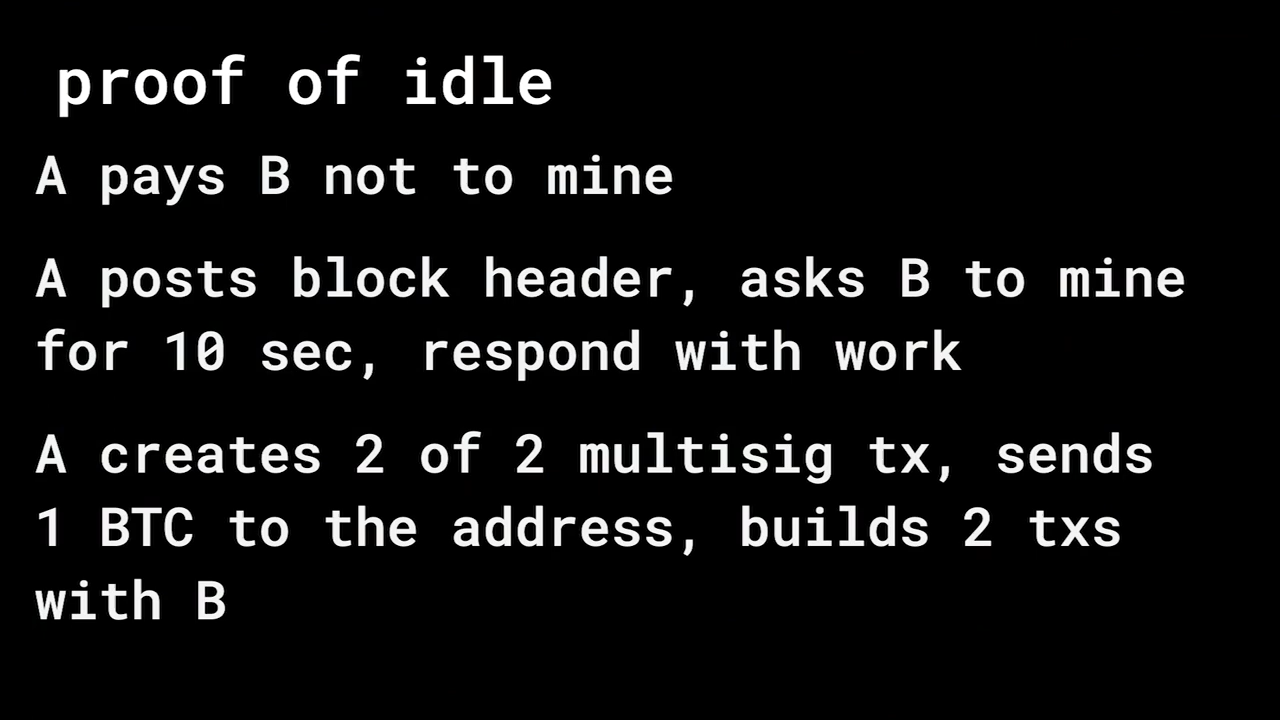 proof of idle
A pays B not to mine
A posts block header, asks B to mine
for 10 sec, respond with work
A creates 2 of 2 multisig tx, sends
1 BTC to the address, builds 2 txs
with B